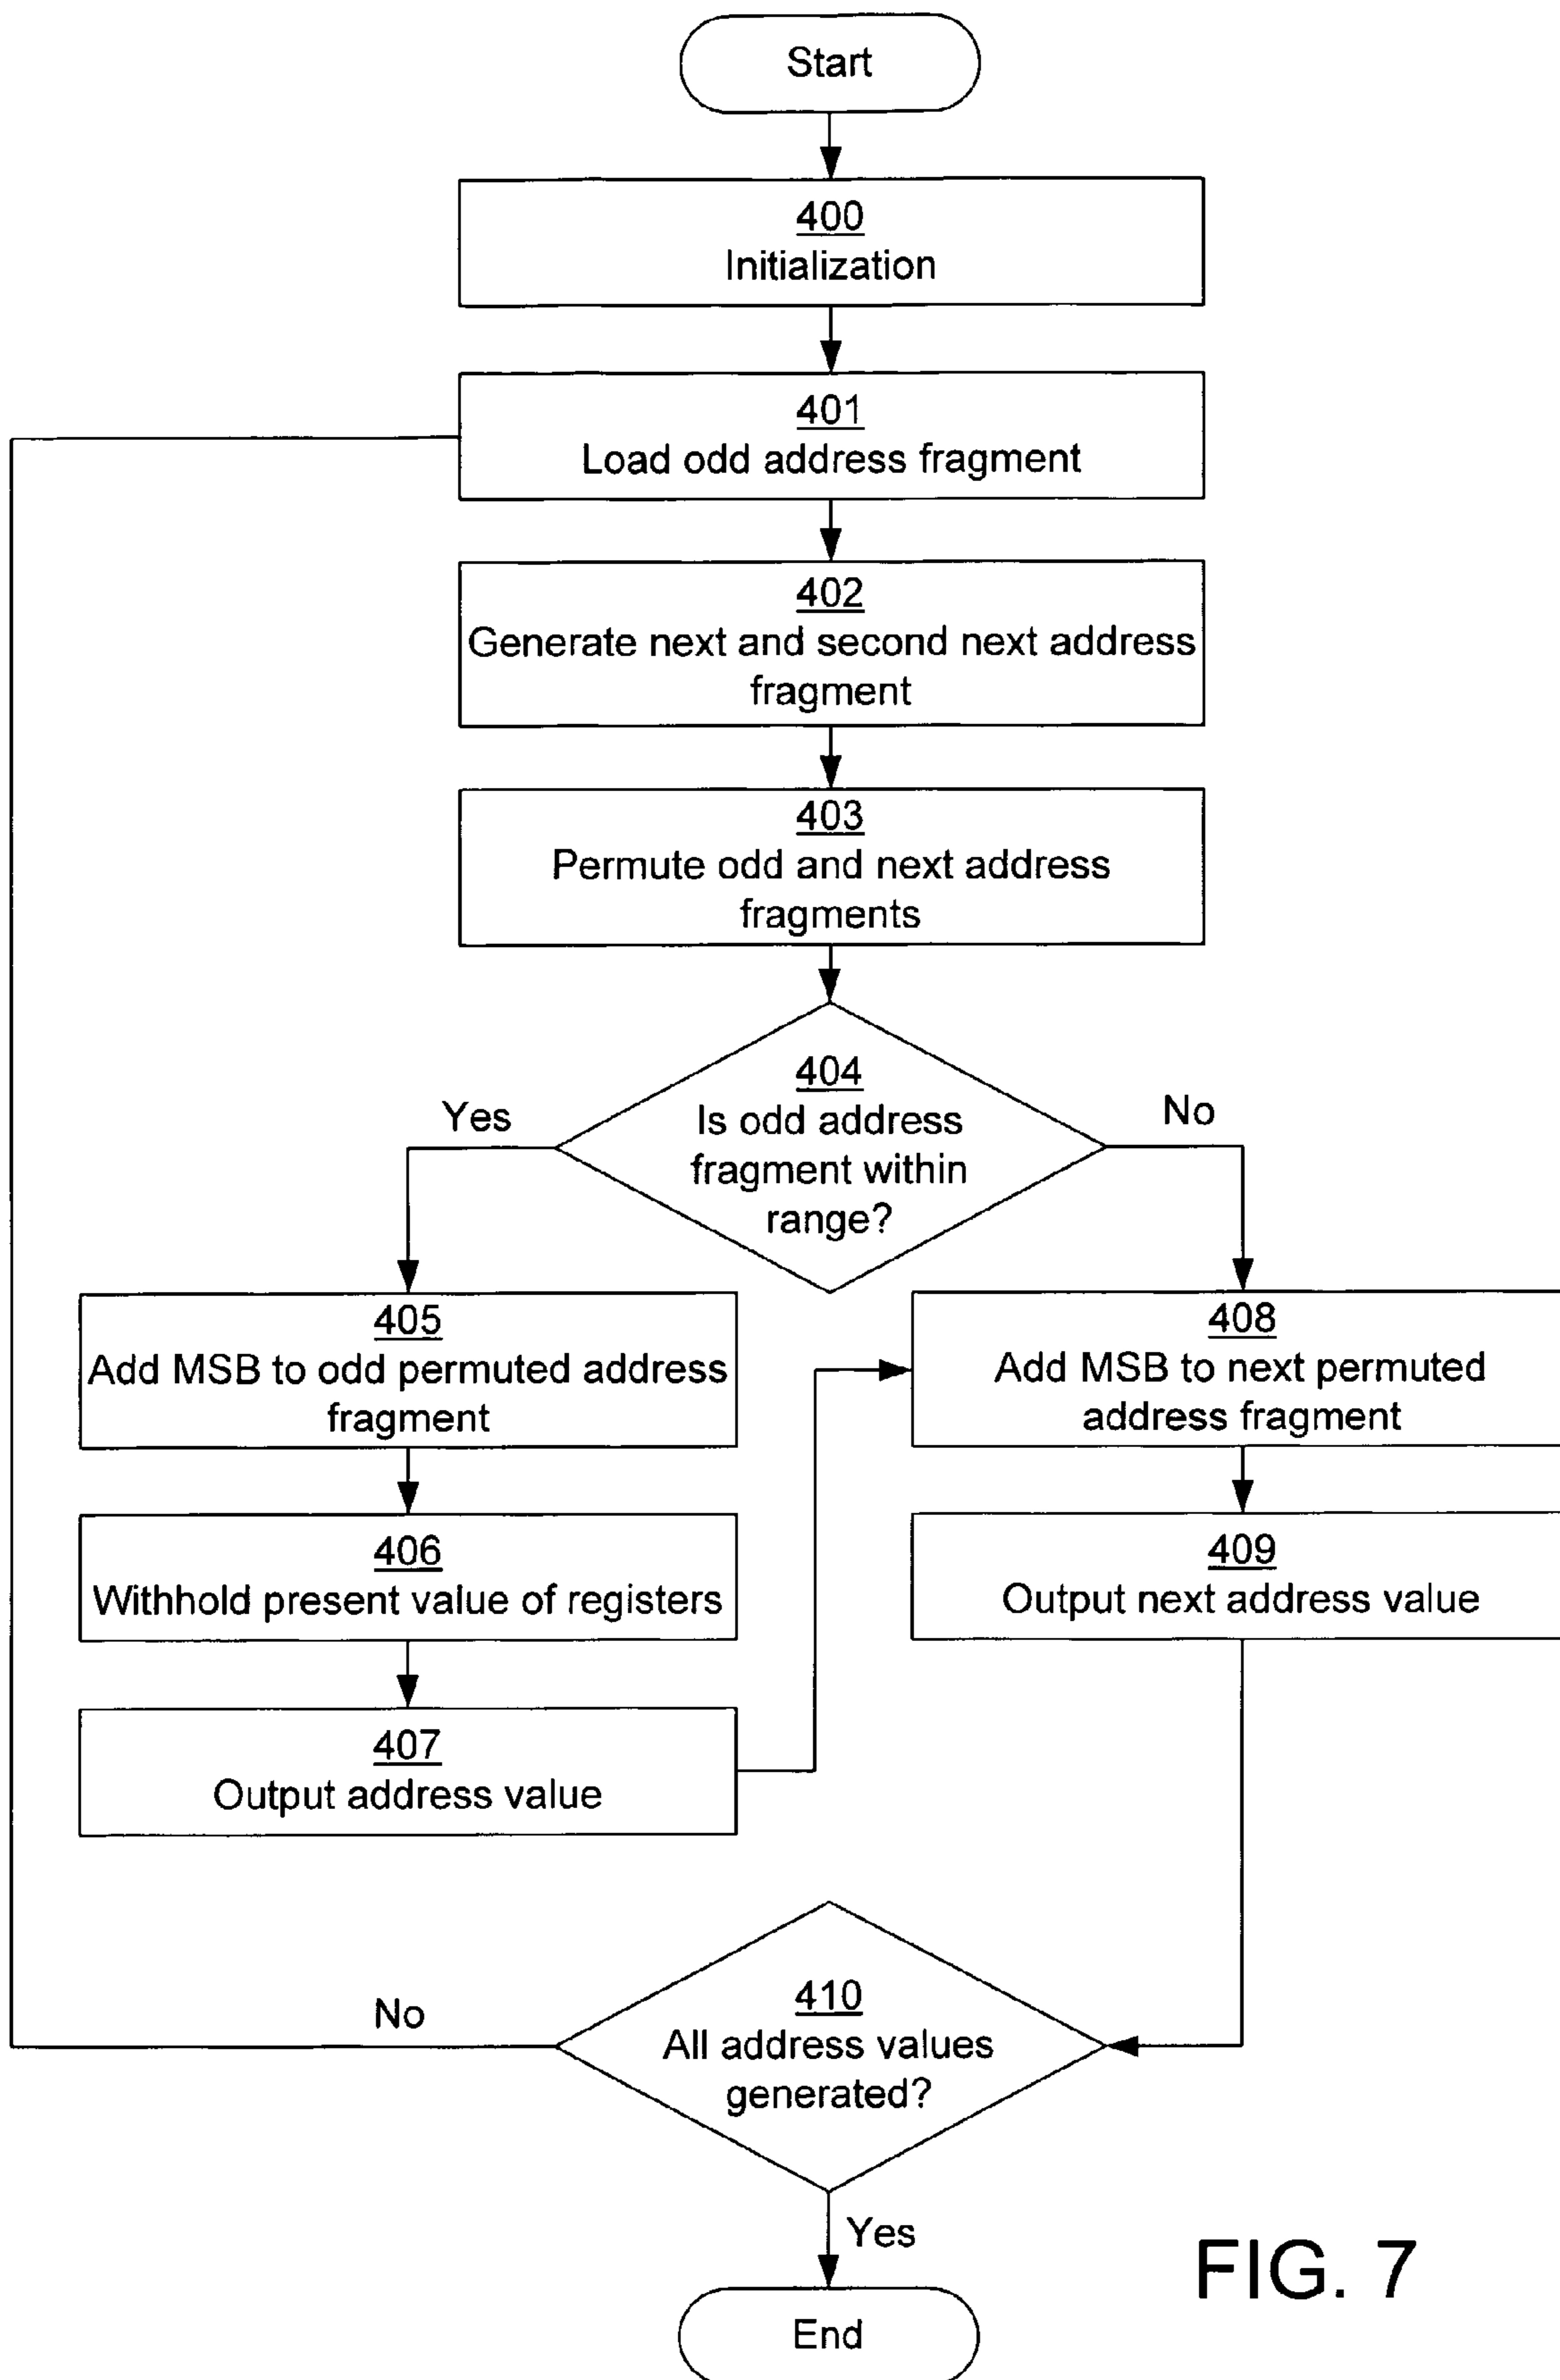 Start
400
Initialization
401
Load odd address fragment
402
Generate next and second next address
fragment
403
Permute odd and next address
fragments
404
Is odd address
fragment within
range?
Yes
No
405
Add MSB to odd permuted address
fragment
408
Add MSB to next permuted
address fragment
406
Withhold present value of registers
409
Output next address value
407
Output address value
410
All address values
generated?
No
Yes
End
FIG. 7